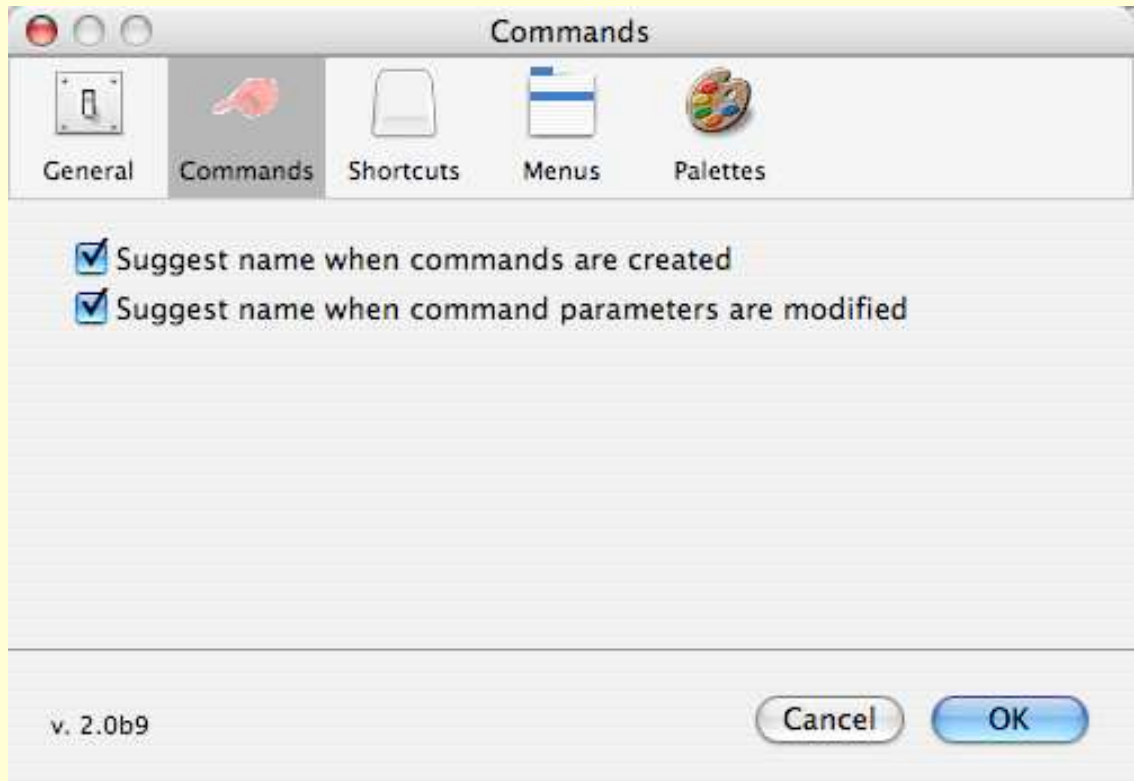 Commands
General Commands Shortcuts Menus Palettes
Suggest name when commands are created
Suggest name when command parameters are modified
v. 2.0b9 Cancel OK